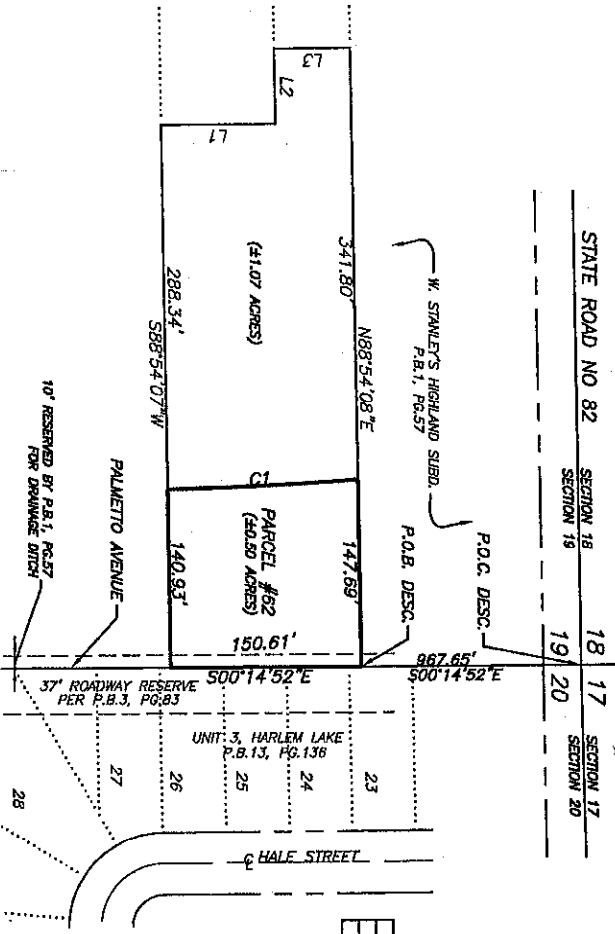 STATE ROAD NO 82
SECTION 18
SECTION 19
18
19
17
20
SECTION 17
SECTION 20
P.O.C. DESC.
W. STANLEY'S HIGHLAND SUBD.
P.B.1, PG.57
P.O.B. DESC.
967.65'
S00°14'52"E
L3
L2
L1
341.80'
N88°54'08"E
(±1.07 ACRES)
288.34'
S88°54'07"W
C1
147.69'
PARCEL #62
(±0.50 ACRES)
140.93'
150.61'
S00°14'52"E
PALMETTO AVENUE
10' RESERVED BY P.B.1, PG.57
FOR DRAINAGE DITCH
37' ROADWAY RESERVE
PER P.B.3, PG.83
UNIT 3, HARLEM LAKE
P.B.13, PG.136
23
24
25
26
27
28
℄ HALE STREET